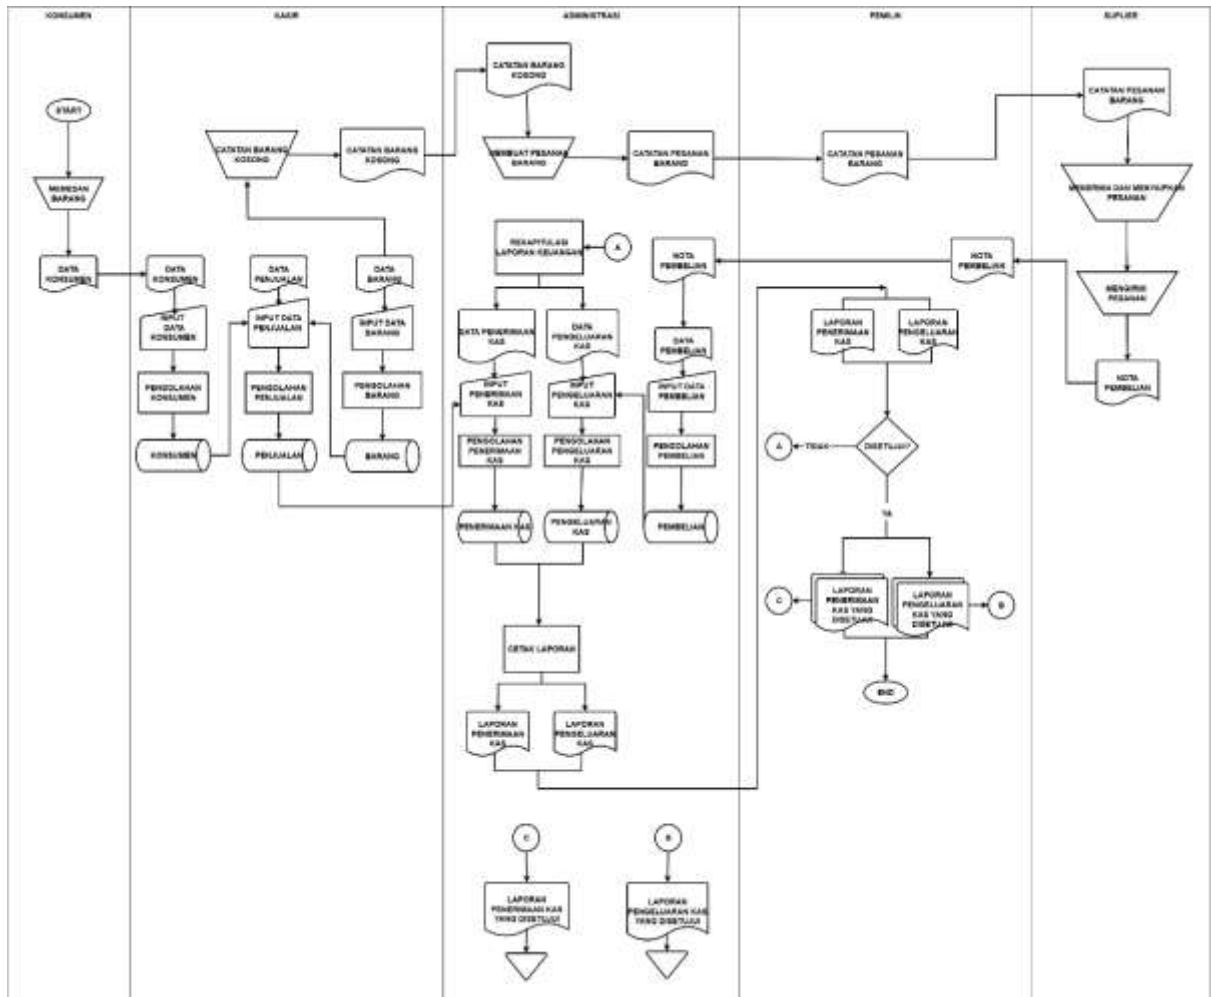 KONSUMEN
KASIR
ADMINISTRASI
PEMILIK
SUPLIER
START
MEMESAN
BARANG
DATA
KONSUMEN
CATATAN BARANG
KOSONG
CATATAN BARANG
KOSONG
DATA
KONSUMEN
DATA
PENJUALAN
DATA
BARANG
INPUT
DATA
KONSUMEN
INPUT DATA
PENJUALAN
INPUT DATA
BARANG
PENGOLAHAN
KONSUMEN
PENGOLAHAN
PENJUALAN
PENGOLAHAN
BARANG
KONSUMEN
PENJUALAN
BARANG
CATATAN BARANG
KOSONG
MEMBUAT PESANAN
BARANG
CATATAN PESANAN
BARANG
REKAPITULASI
LAPORAN KEUANGAN
A
NOTA
PEMBELIAN
DATA PENERIMAAN
KAS
DATA
PENGELUARAN
KAS
DATA
PEMBELIAN
INPUT
PENERIMAAN
KAS
INPUT
PENGELUARAN
KAS
INPUT DATA
PEMBELIAN
PENGOLAHAN
PENERIMAAN
KAS
PENGOLAHAN
PENGELUARAN
KAS
PENGOLAHAN
PEMBELIAN
PENERIMAAN KAS
PENGELUARAN
KAS
PEMBELIAN
CETAK LAPORAN
LAPORAN
PENERIMAAN
KAS
LAPORAN
PENGELUARAN
KAS
C
B
LAPORAN
PENERIMAAN KAS
YANG DISETUJUI
LAPORAN
PENGELUARAN KAS
YANG DISETUJUI
CATATAN PESANAN
BARANG
NOTA
PEMBELIAN
LAPORAN
PENERIMAAN
KAS
LAPORAN
PENGELUARAN
KAS
DISETUJUI?
TIDAK
A
YA
LAPORAN
PENERIMAAN
KAS YANG
DISETUJUI
LAPORAN
PENGELUARAN
KAS YANG
DISETUJUI
C
B
END
CATATAN PESANAN
BARANG
MENERIMA DAN MENYIAPKAN
PESANAN
MENGIRIM
PESANAN
NOTA
PEMBELIAN